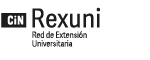 CiN Rexuni
Red de Extensión
Universitaria